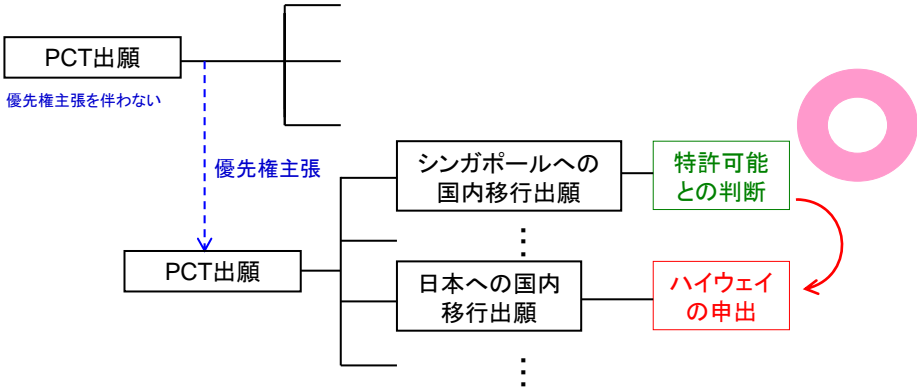 PCT出願
優先権主張を伴わない
優先権主張
シンガポールへの
国内移行出願
特許可能
との判断
PCT出願
日本への国内
移行出願
ハイウェイ
の申出